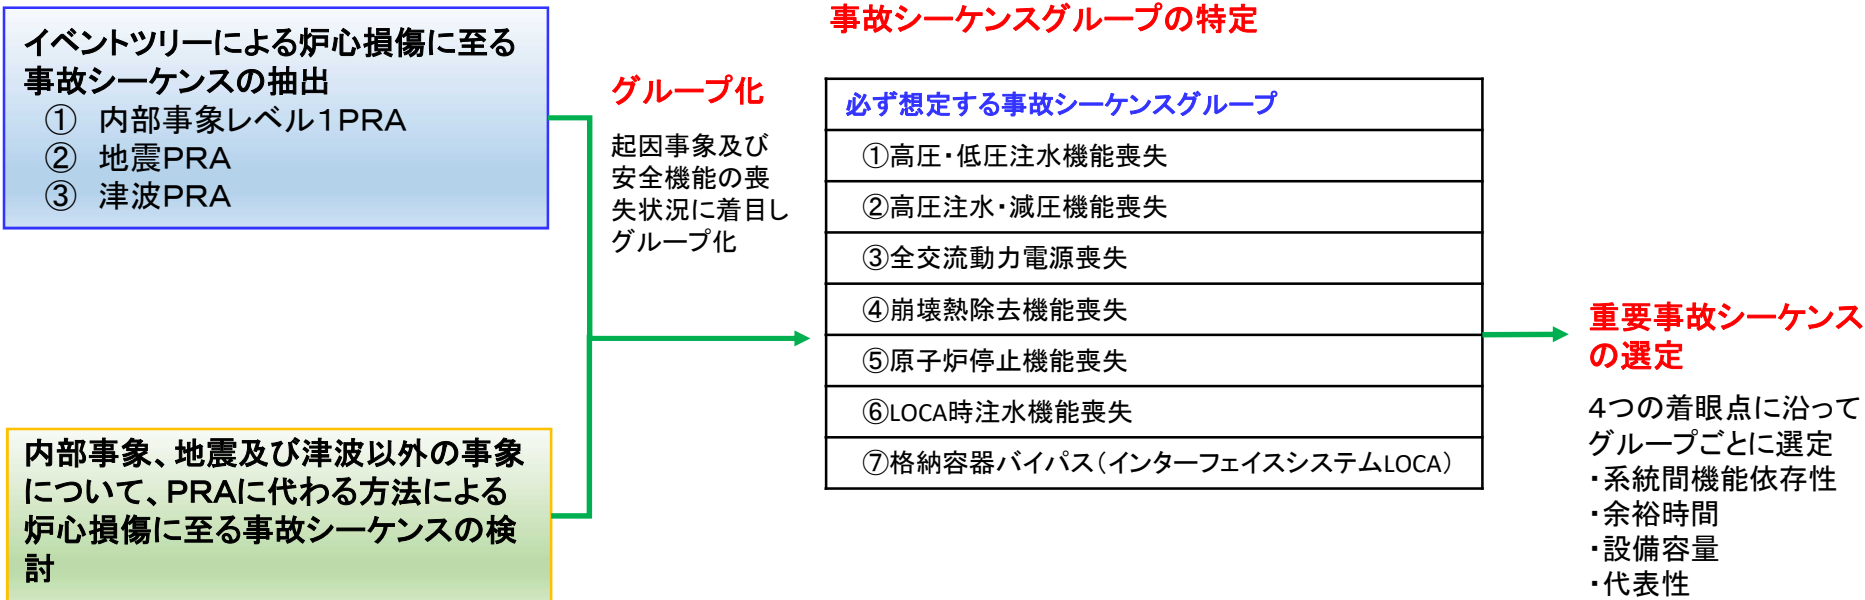 イベントツリーによる炉心損傷に至る
事故シーケンスの抽出
① 内部事象レベル1PRA
② 地震PRA
③ 津波PRA
内部事象、地震及び津波以外の事象
について、PRAに代わる方法による
炉心損傷に至る事故シーケンスの検
討
グループ化
起因事象及び
安全機能の喪
失状況に着目し
グループ化
事故シーケンスグループの特定
必ず想定する事故シーケンスグループ
①高圧・低圧注水機能喪失
②高圧注水・減圧機能喪失
③全交流動力電源喪失
④崩壊熱除去機能喪失
⑤原子炉停止機能喪失
⑥LOCA時注水機能喪失
⑦格納容器バイパス（インターフェイスシステムLOCA）
重要事故シーケンス
の選定
4つの着眼点に沿って
グループごとに選定
・系統間機能依存性
・余裕時間
・設備容量
・代表性